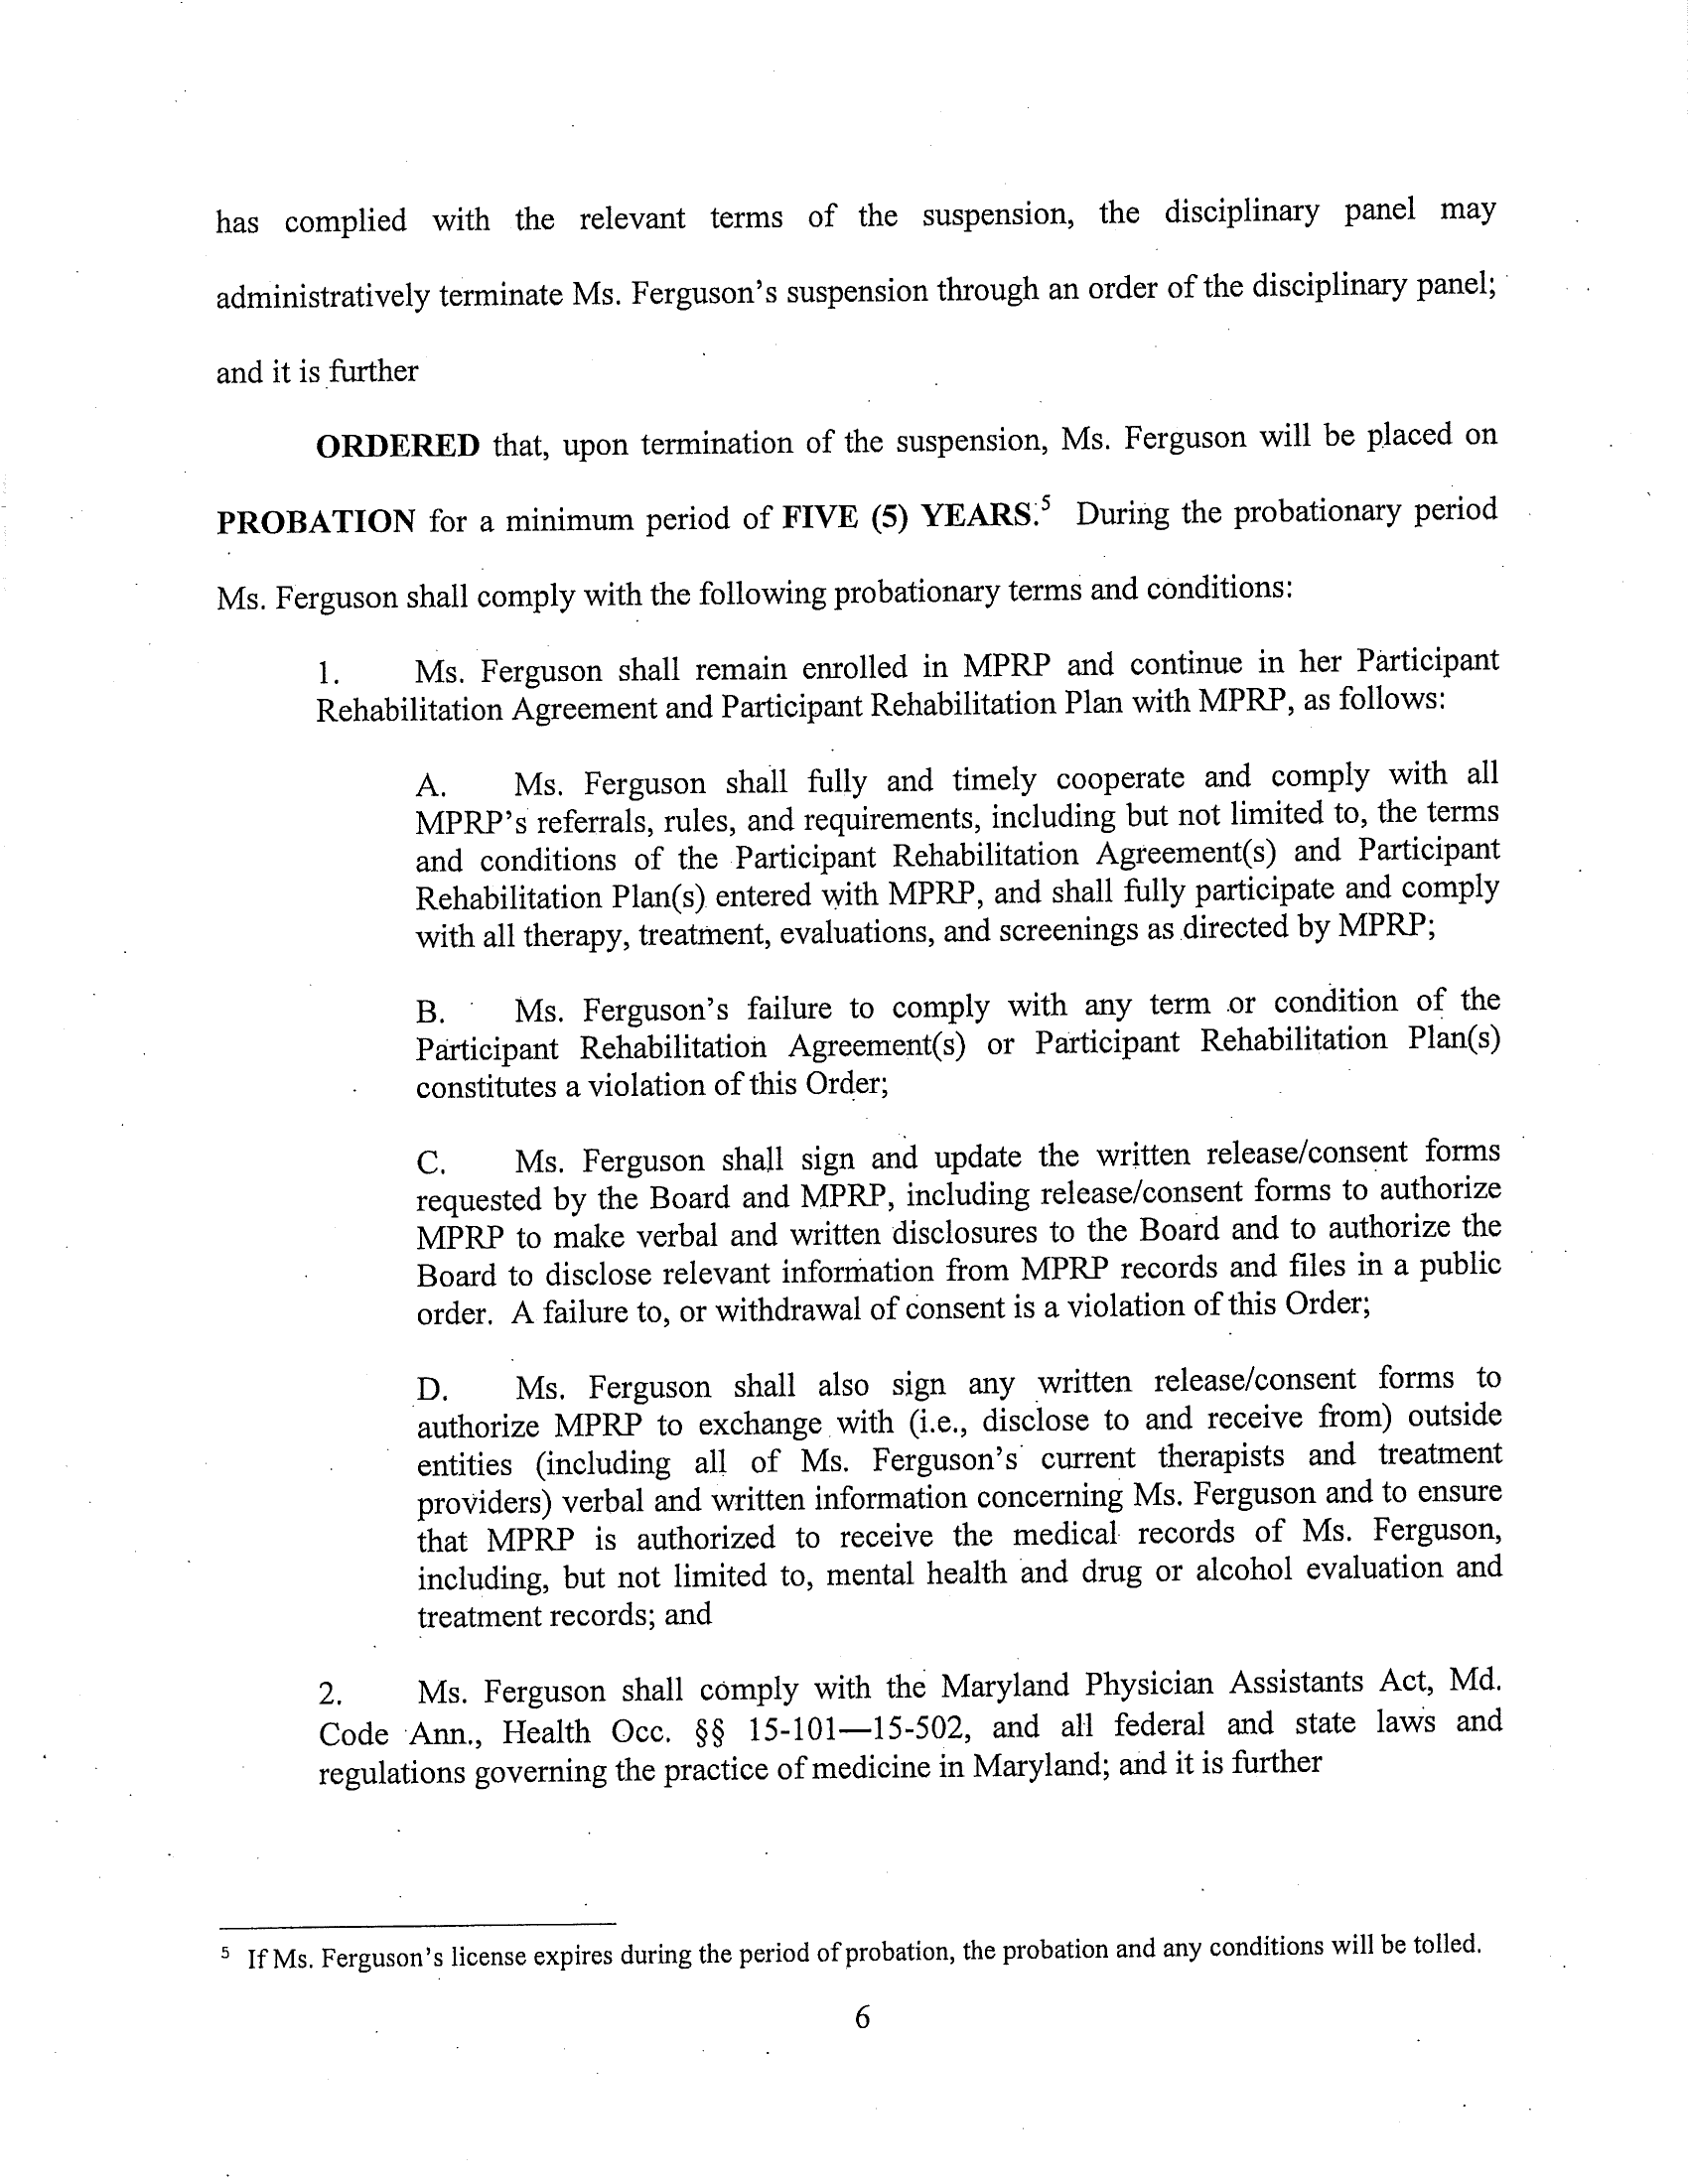 has complied with the relevant terms of the suspension, the disciplinary panel may
administratively terminate Ms. Ferguson's suspension through an order of the disciplinary panel;
and it is further
ORDERED that, upon termination of the suspension, Ms. Ferguson will be placed on
PROBATION for a minimum period of FIVE (5) YEARS.⁵ During the probationary period
Ms. Ferguson shall comply with the following probationary terms and conditions:
1. Ms. Ferguson shall remain enrolled in MPRP and continue in her Participant
Rehabilitation Agreement and Participant Rehabilitation Plan with MPRP, as follows:
A. Ms. Ferguson shall fully and timely cooperate and comply with all
MPRP's referrals, rules, and requirements, including but not limited to, the terms
and conditions of the Participant Rehabilitation Agreement(s) and Participant
Rehabilitation Plan(s) entered with MPRP, and shall fully participate and comply
with all therapy, treatment, evaluations, and screenings as directed by MPRP;
B. Ms. Ferguson's failure to comply with any term or condition of the
Participant Rehabilitation Agreement(s) or Participant Rehabilitation Plan(s)
constitutes a violation of this Order;
C. Ms. Ferguson shall sign and update the written release/consent forms
requested by the Board and MPRP, including release/consent forms to authorize
MPRP to make verbal and written disclosures to the Board and to authorize the
Board to disclose relevant information from MPRP records and files in a public
order. A failure to, or withdrawal of consent is a violation of this Order;
D. Ms. Ferguson shall also sign any written release/consent forms to
authorize MPRP to exchange with (i.e., disclose to and receive from) outside
entities (including all of Ms. Ferguson's current therapists and treatment
providers) verbal and written information concerning Ms. Ferguson and to ensure
that MPRP is authorized to receive the medical records of Ms. Ferguson,
including, but not limited to, mental health and drug or alcohol evaluation and
treatment records; and
2. Ms. Ferguson shall comply with the Maryland Physician Assistants Act, Md.
Code Ann., Health Occ. §§ 15-101—15-502, and all federal and state laws and
regulations governing the practice of medicine in Maryland; and it is further
⁵ If Ms. Ferguson's license expires during the period of probation, the probation and any conditions will be tolled.
6